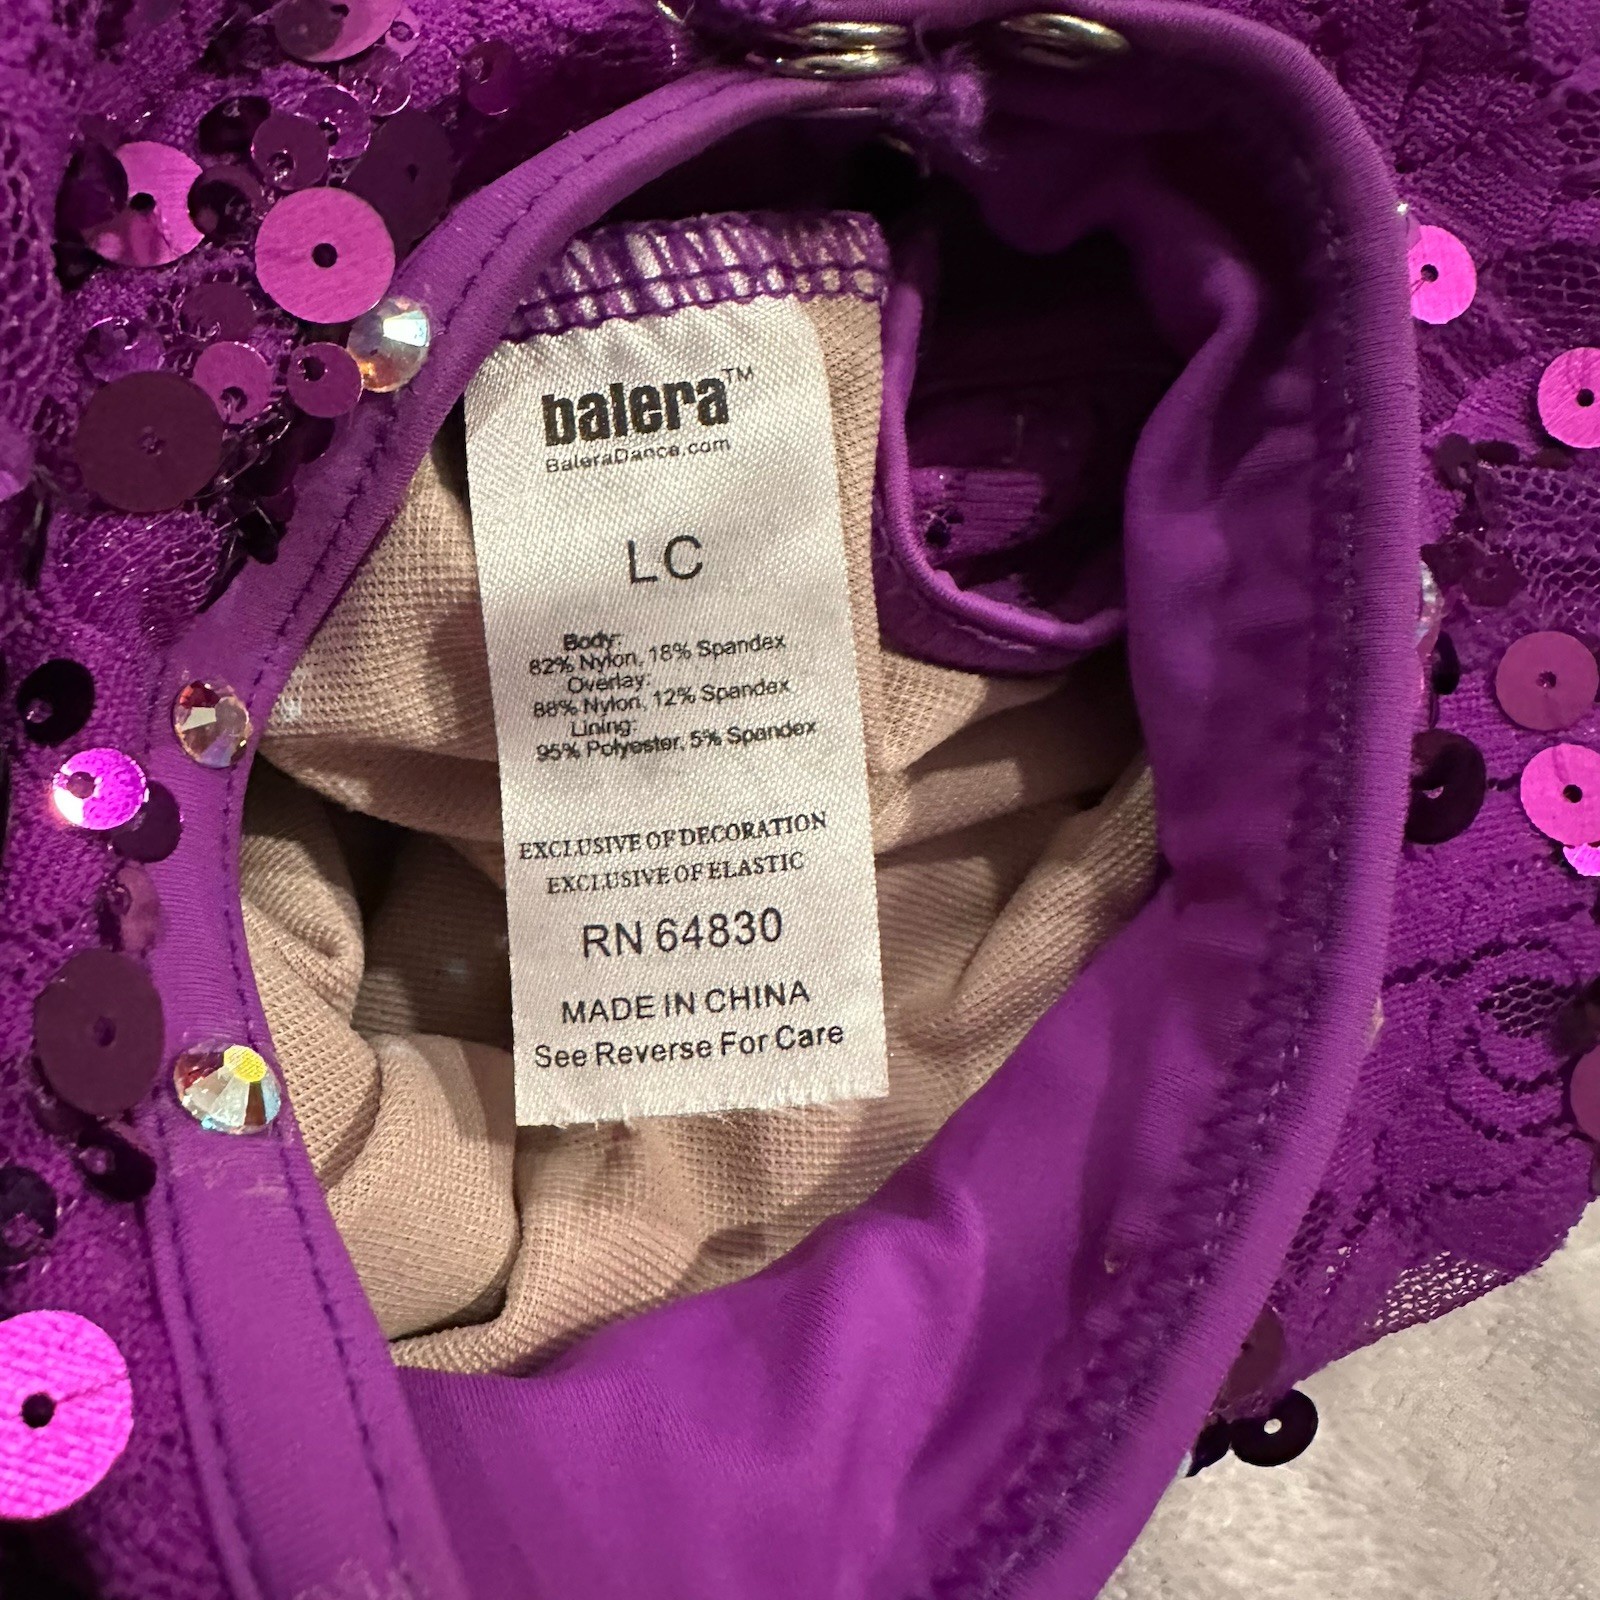 balera™
BaleraDance.com
LC
Body:
82% Nylon, 18% Spandex
Overlay:
88% Nylon, 12% Spandex
Lining:
95% Polyester, 5% Spandex
EXCLUSIVE OF DECORATION
EXCLUSIVE OF ELASTIC
RN 64830
MADE IN CHINA
See Reverse For Care